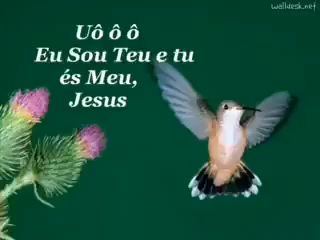 walldesk.net
Uô ô ô
Eu Sou Teu e tu
és Meu,
Jesus